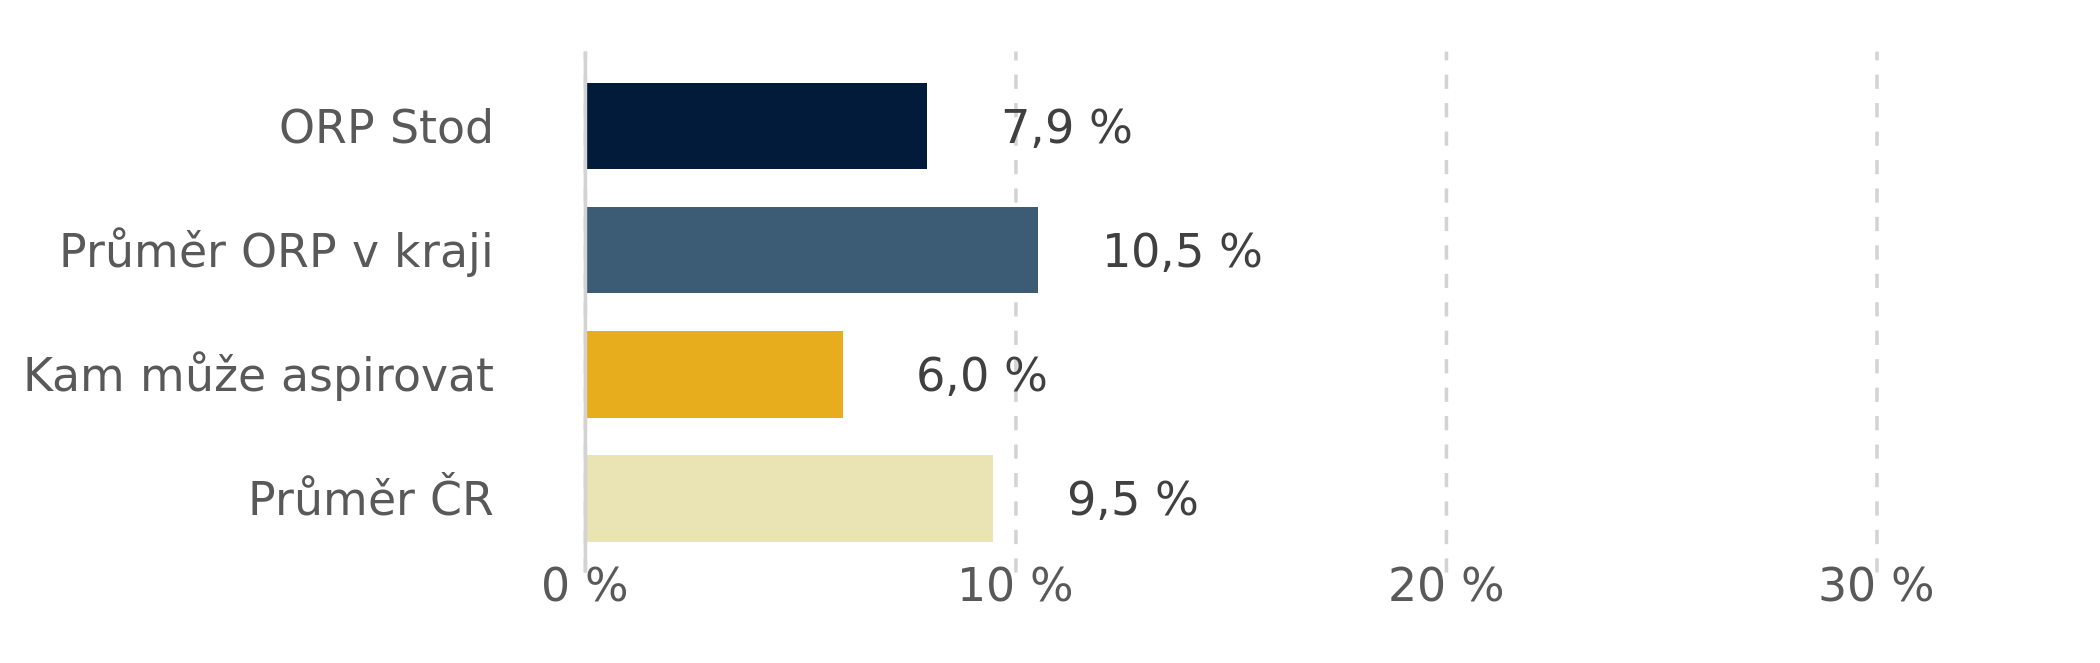 ORP Stod 7,9 %
Průměr ORP v kraji 10,5 %
Kam může aspirovat 6,0 %
Průměr ČR 9,5 %
0 % 10 % 20 % 30 %